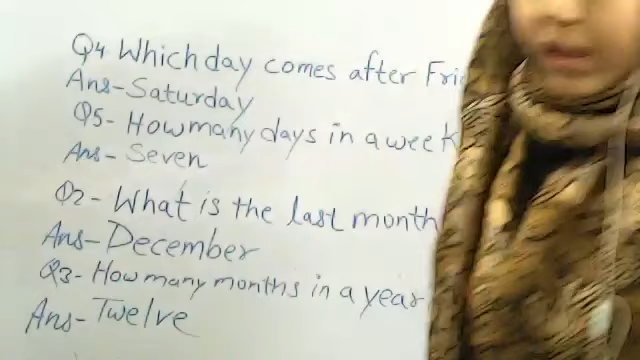 Q4 Which day comes after Fri
Ans-Saturday
Q5- How many days in a week
Ans- Seven
Q2- What is the last month
Ans- December
Q3- How many months in a year
Ans- Twelve